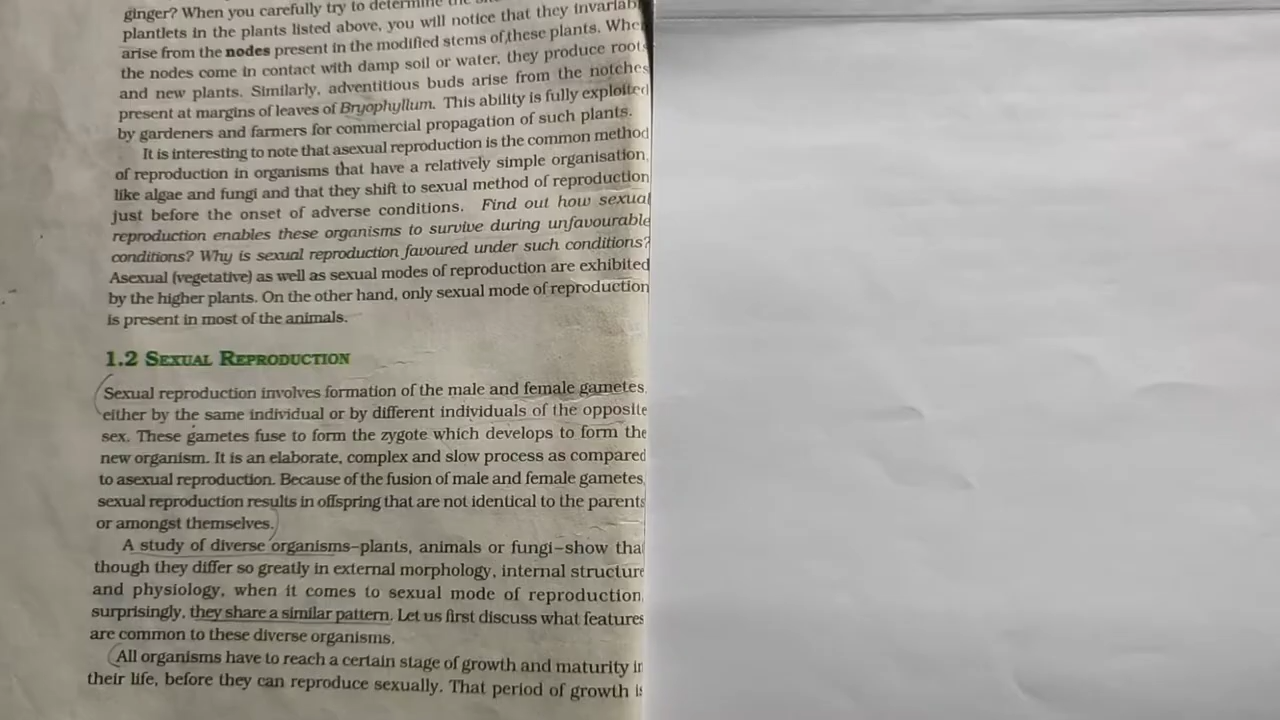 ginger? When you carefully try to determine the
plantlets in the plants listed above, you will notice that they invariab
arise from the nodes present in the modified stems of these plants. When
the nodes come in contact with damp soil or water, they produce roots
and new plants. Similarly, adventitious buds arise from the notches
present at margins of leaves of Bryophyllum. This ability is fully exploited
by gardeners and farmers for commercial propagation of such plants.
It is interesting to note that asexual reproduction is the common method
of reproduction in organisms that have a relatively simple organisation,
like algae and fungi and that they shift to sexual method of reproduction
just before the onset of adverse conditions. Find out how sexual
reproduction enables these organisms to survive during unfavourable
conditions? Why is sexual reproduction favoured under such conditions?
Asexual (vegetative) as well as sexual modes of reproduction are exhibited
by the higher plants. On the other hand, only sexual mode of reproduction
is present in most of the animals.
1.2 SEXUAL REPRODUCTION
Sexual reproduction involves formation of the male and female gametes,
either by the same individual or by different individuals of the opposite
sex. These gametes fuse to form the zygote which develops to form the
new organism. It is an elaborate, complex and slow process as compared
to asexual reproduction. Because of the fusion of male and female gametes,
sexual reproduction results in offspring that are not identical to the parents
or amongst themselves.
A study of diverse organisms–plants, animals or fungi–show tha
though they differ so greatly in external morphology, internal structure
and physiology, when it comes to sexual mode of reproduction,
surprisingly, they share a similar pattern. Let us first discuss what features
are common to these diverse organisms.
All organisms have to reach a certain stage of growth and maturity in
their life, before they can reproduce sexually. That period of growth is